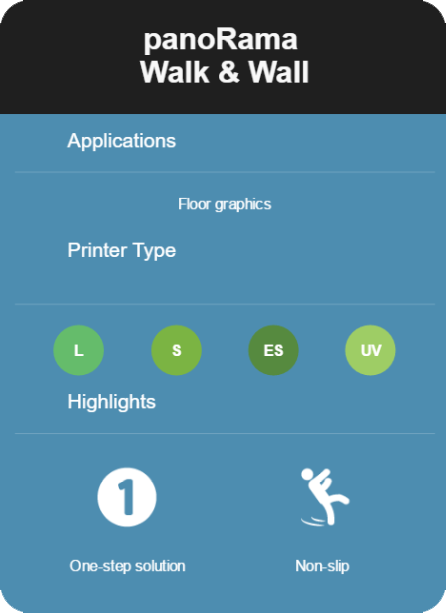 panoRama
Walk & Wall
Applications
Floor graphics
Printer Type
L S ES UV
Highlights
1
One-step solution Non-slip